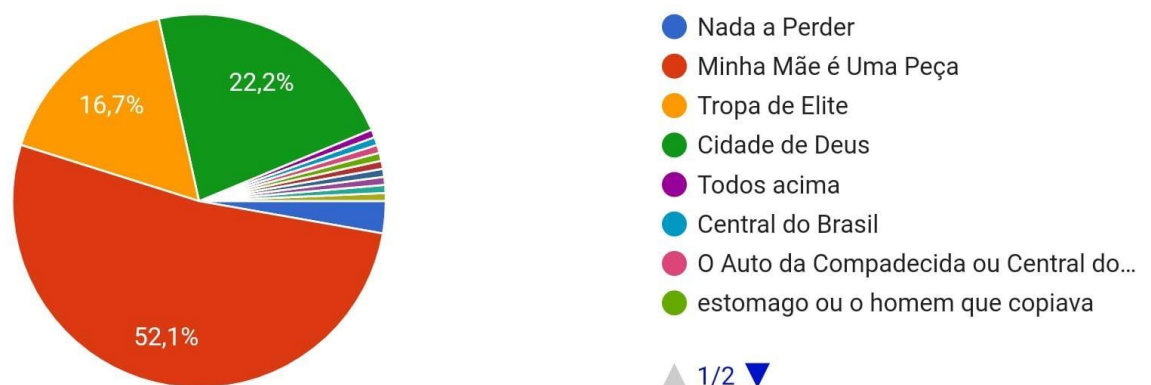 22,2%
16,7%
52,1%
Nada a Perder
Minha Mãe é Uma Peça
Tropa de Elite
Cidade de Deus
Todos acima
Central do Brasil
O Auto da Compadecida ou Central do...
estomago ou o homem que copiava
1/2